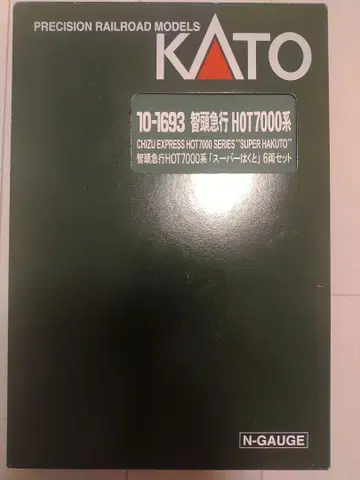 PRECISION RAILROAD MODELS
KATO
10-1693 智頭急行 HOT7000系
CHIZU EXPRESS HOT7000 SERIES "SUPER HAKUTO"
智頭急行HOT7000系「スーパーはくと」6両セット
N-GAUGE